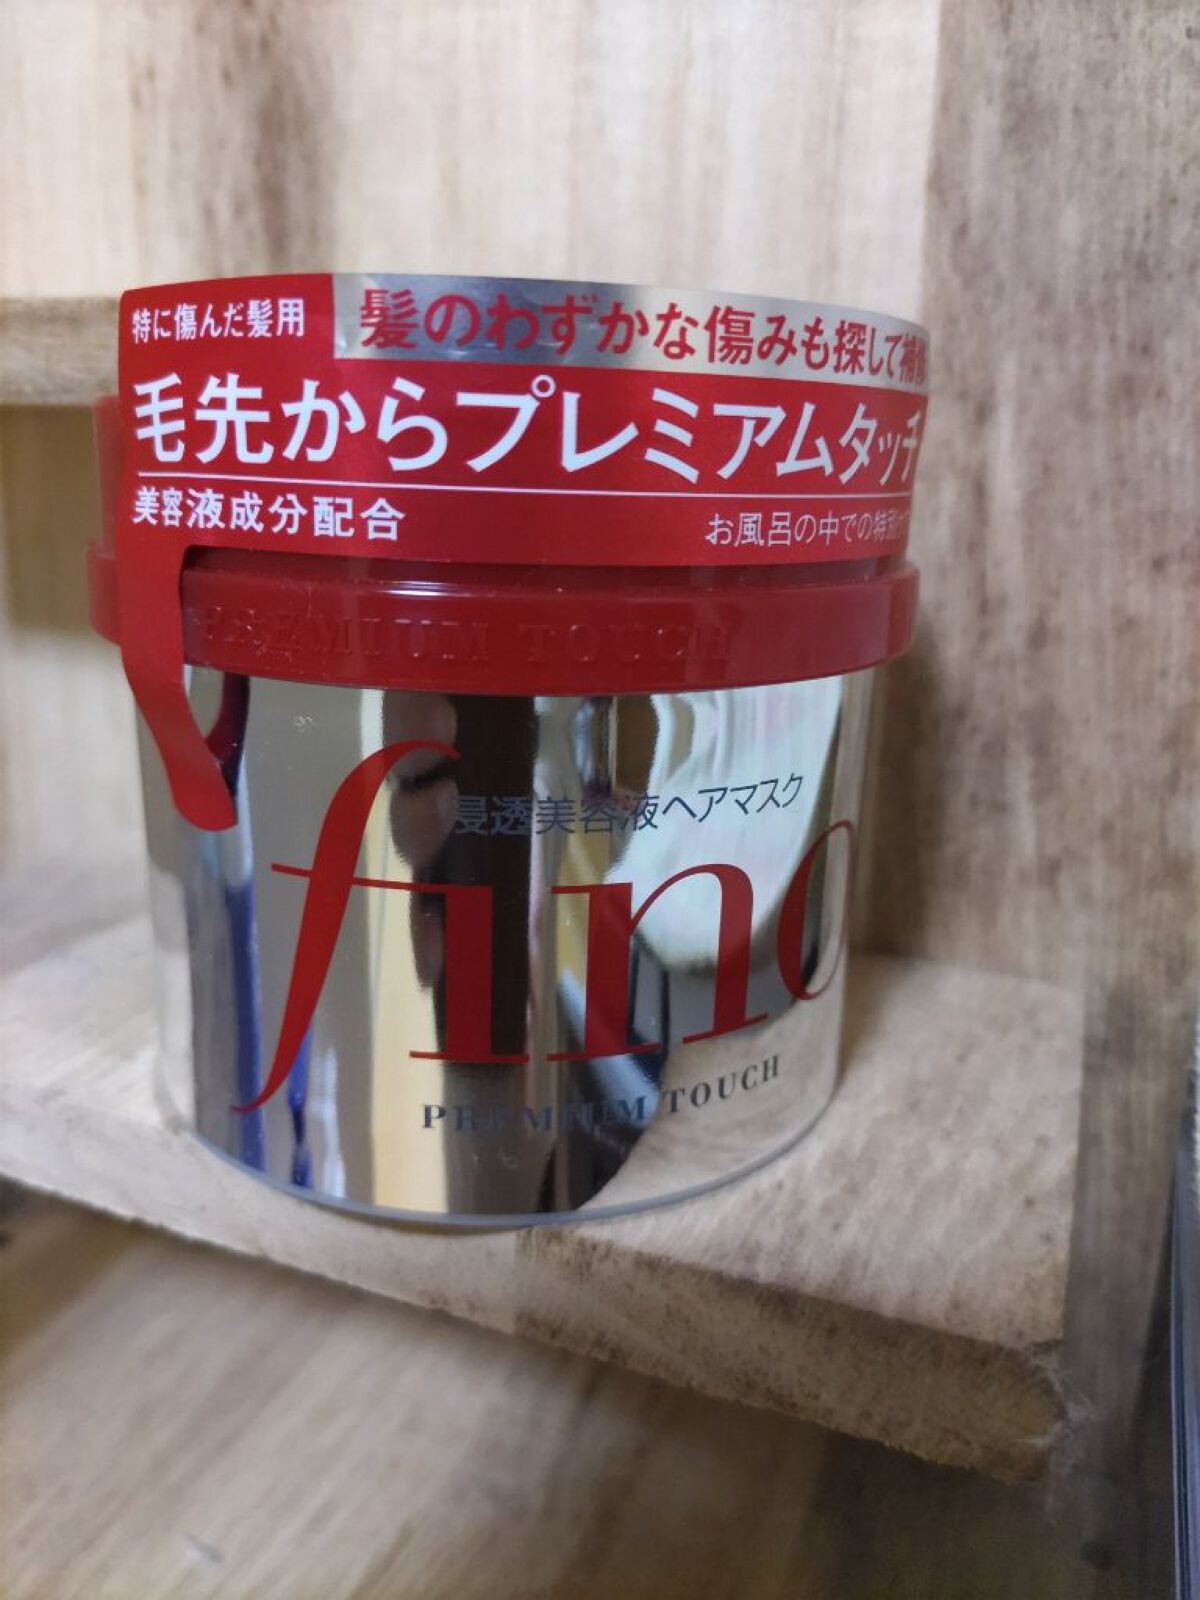 特に傷んだ髪用
髪のわずかな傷みも探して補修
毛先からプレミアムタッチ
美容液成分配合
お風呂の中での特別
PREMIUM TOUCH
浸透美容液ヘアマスク
fino
PREMIUM TOUCH